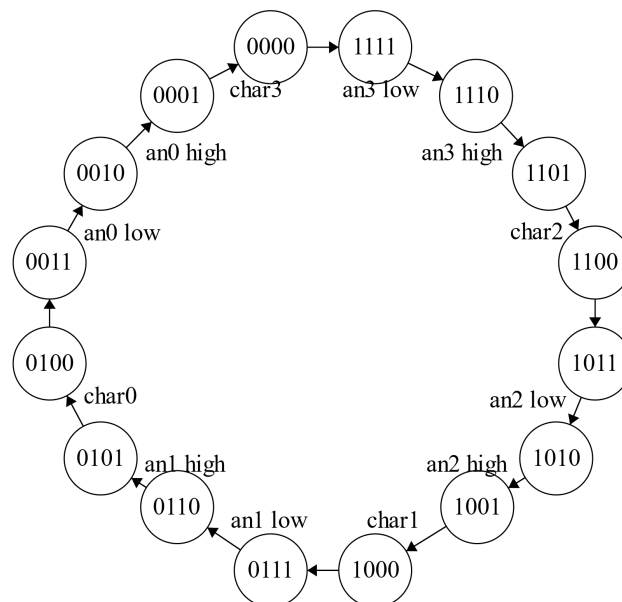 0000
1111
char3
an3 low
0001
1110
an0 high
an3 high
0010
1101
an0 low
char2
0011
1100
0100
1011
char0
an2 low
0101
1010
an1 high
an2 high
0110
1001
an1 low
char1
0111
1000